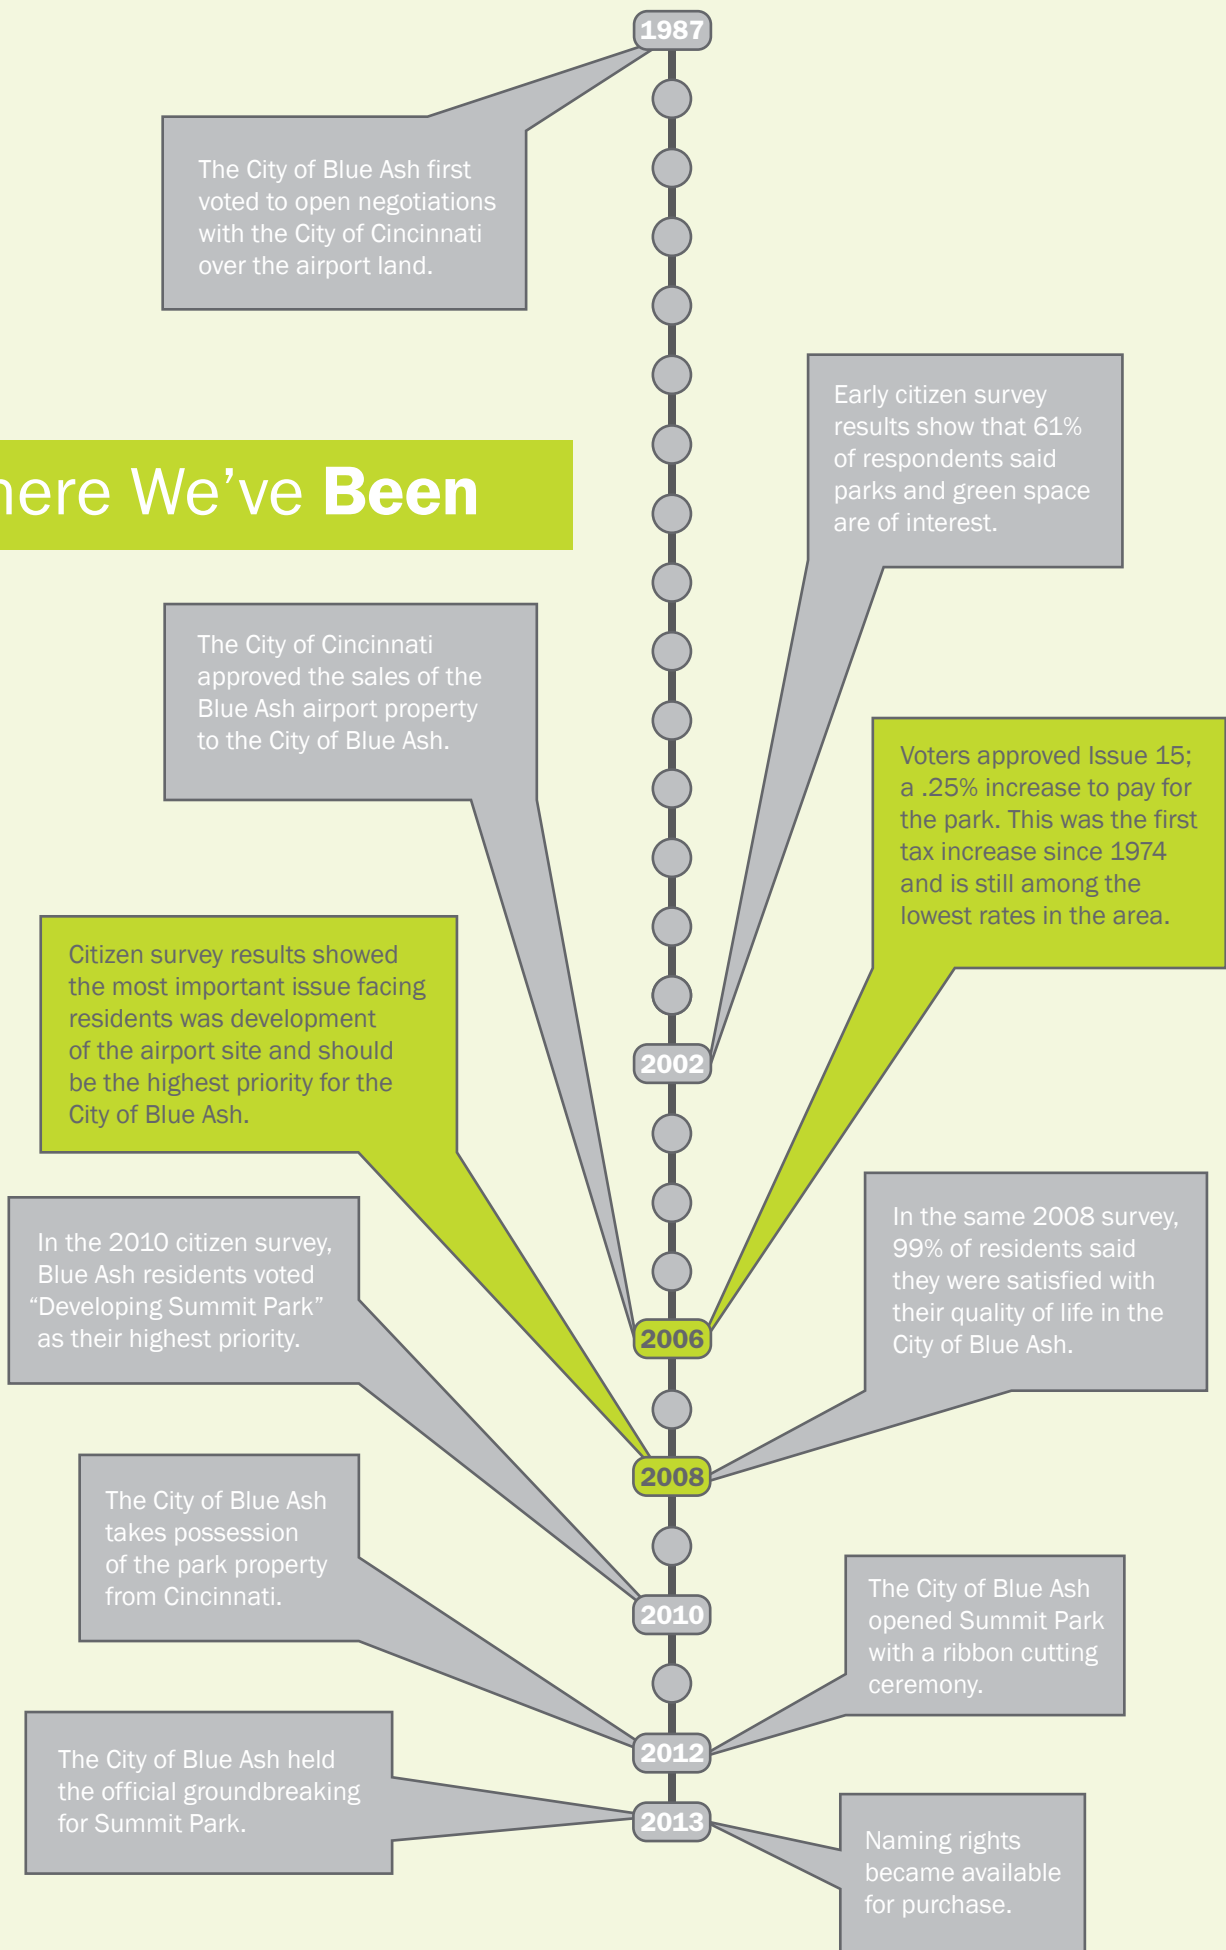 1987
The City of Blue Ash first
voted to open negotiations
with the City of Cincinnati
over the airport land.
Early citizen survey
results show that 61%
of respondents said
parks and green space
are of interest.
here We’ve Been
The City of Cincinnati
approved the sales of the
Blue Ash airport property
to the City of Blue Ash.
Voters approved Issue 15;
a .25% increase to pay for
the park. This was the first
tax increase since 1974
and is still among the
lowest rates in the area.
Citizen survey results showed
the most important issue facing
residents was development
of the airport site and should
be the highest priority for the
City of Blue Ash.
2002
In the 2010 citizen survey,
Blue Ash residents voted
“Developing Summit Park”
as their highest priority.
In the same 2008 survey,
99% of residents said
they were satisfied with
their quality of life in the
City of Blue Ash.
2006
2008
The City of Blue Ash
takes possession
of the park property
from Cincinnati.
The City of Blue Ash
opened Summit Park
with a ribbon cutting
ceremony.
2010
2012
The City of Blue Ash held
the official groundbreaking
for Summit Park.
2013
Naming rights
became available
for purchase.